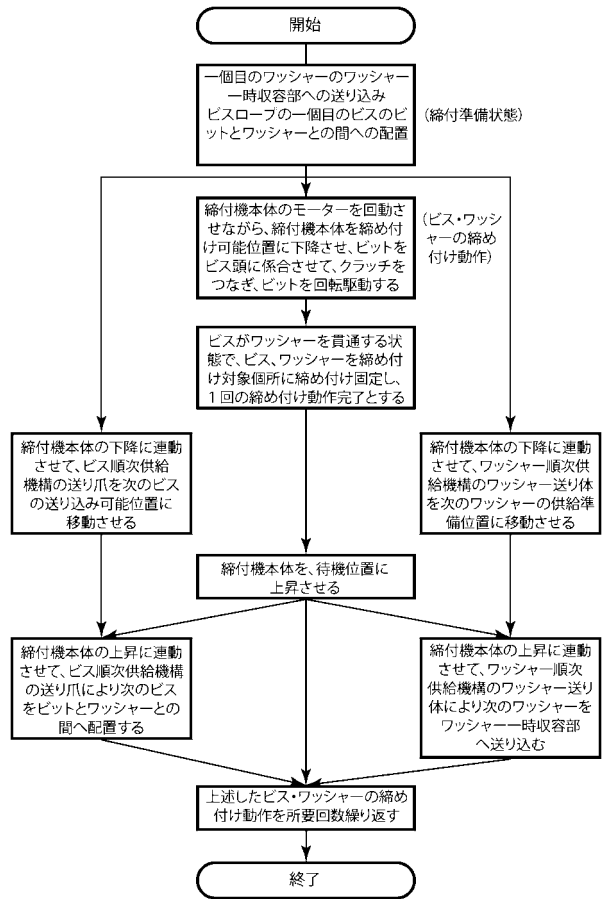 開始
一個目のワッシャーのワッシャー
一時収容部への送り込み
ビスロープの一個目のビスのビ
ットとワッシャーとの間への配置
(締付準備状態)
締付機本体のモーターを回動さ
せながら、締付機本体を締め付
け可能位置に下降させ、ビットを
ビス頭に係合させて、クラッチを
つなぎ、ビットを回転駆動する
(ビス・ワッシ
ャーの締め
付け動作)
ビスがワッシャーを貫通する状
態で、ビス、ワッシャーを締め付
け対象個所に締め付け固定し、
1回の締め付け動作完了とする
締付機本体の下降に連動
させて、ビス順次供給
機構の送り爪を次のビス
の送り込み可能位置に
移動させる
締付機本体の下降に連動
させて、ワッシャー順次供
給機構のワッシャー送り体
を次のワッシャーの供給準
備位置に移動させる
締付機本体を、待機位置に
上昇させる
締付機本体の上昇に連動
させて、ビス順次供給機構
の送り爪により次のビス
をビットとワッシャーとの
間へ配置する
締付機本体の上昇に連動
させて、ワッシャー順次
供給機構のワッシャー送り
体により次のワッシャーを
ワッシャー一時収容部
へ送り込む
上述したビス・ワッシャーの締め
付け動作を所要回数繰り返す
終了